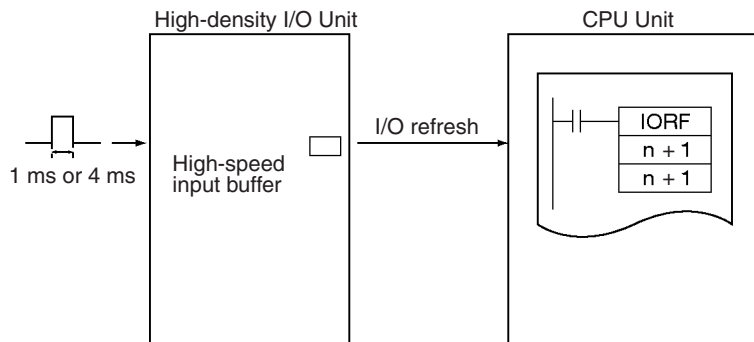 High-density I/O Unit
CPU Unit
1 ms or 4 ms
High-speed
input buffer
I/O refresh
IORF
n + 1
n + 1